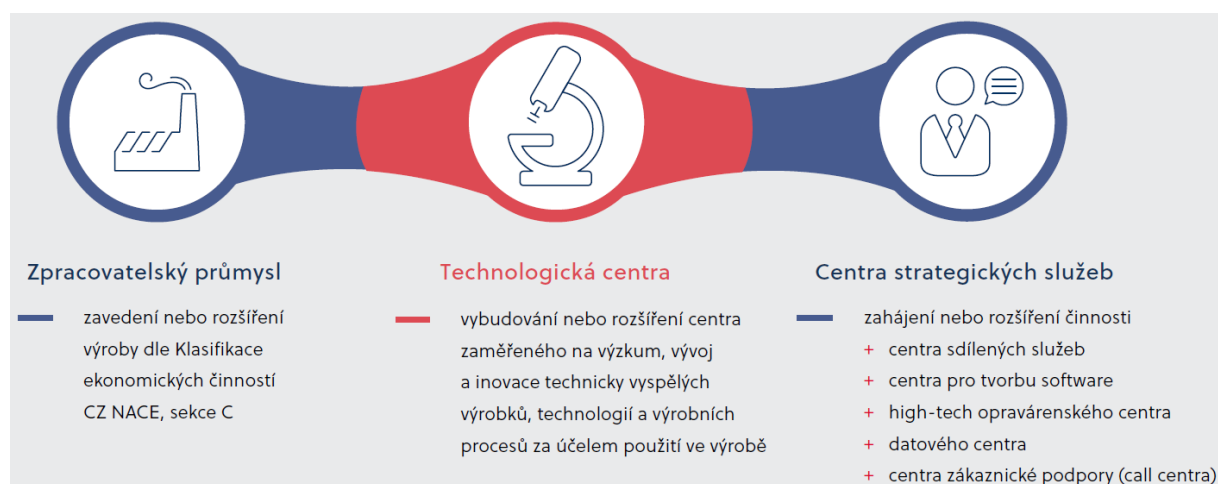 Zpracovatelský průmysl
zavedení nebo rozšíření
výroby dle Klasifikace
ekonomických činností
CZ NACE, sekce C
Technologická centra
vybudování nebo rozšíření centra
zaměřeného na výzkum, vývoj
a inovace technicky vyspělých
výrobků, technologií a výrobních
procesů za účelem použití ve výrobě
Centra strategických služeb
zahájení nebo rozšíření činnosti
+ centra sdílených služeb
+ centra pro tvorbu software
+ high-tech opravárenského centra
+ datového centra
+ centra zákaznické podpory (call centra)